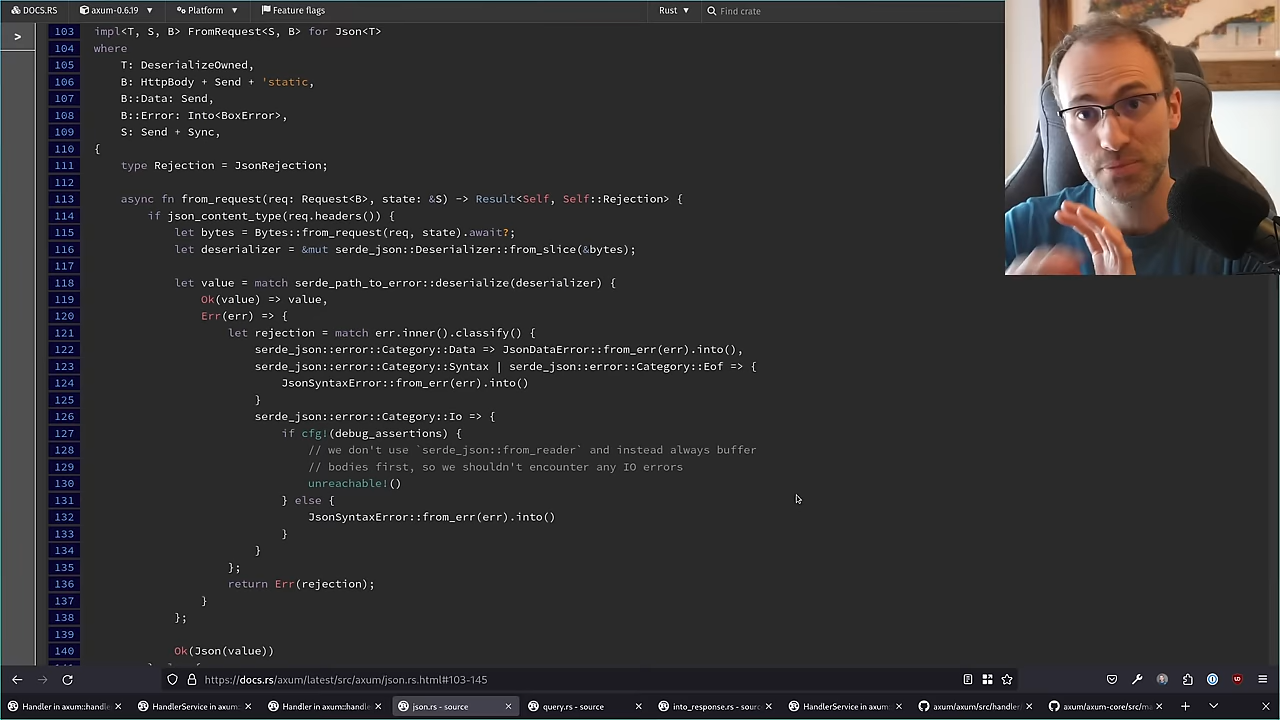 DOCS.RS axum-0.6.19 Platform Feature flags Rust Find crate
>
103 impl<T, S, B> FromRequest<S, B> for Json<T>
104 where
105     T: DeserializeOwned,
106     B: HttpBody + Send + 'static,
107     B::Data: Send,
108     B::Error: Into<BoxError>,
109     S: Send + Sync,
110 {
111     type Rejection = JsonRejection;
112
113     async fn from_request(req: Request<B>, state: &S) -> Result<Self, Self::Rejection> {
114         if json_content_type(req.headers()) {
115             let bytes = Bytes::from_request(req, state).await?;
116             let deserializer = &mut serde_json::Deserializer::from_slice(&bytes);
117
118             let value = match serde_path_to_error::deserialize(deserializer) {
119                 Ok(value) => value,
120                 Err(err) => {
121                     let rejection = match err.inner().classify() {
122                         serde_json::error::Category::Data => JsonDataError::from_err(err).into(),
123                         serde_json::error::Category::Syntax | serde_json::error::Category::Eof => {
124                             JsonSyntaxError::from_err(err).into()
125                         }
126                         serde_json::error::Category::Io => {
127                             if cfg!(debug_assertions) {
128                                 // we don't use `serde_json::from_reader` and instead always buffer
129                                 // bodies first, so we shouldn't encounter any IO errors
130                                 unreachable!()
131                             } else {
132                                 JsonSyntaxError::from_err(err).into()
133                             }
134                         }
135                     };
136                     return Err(rejection);
137                 }
138             };
139
140             Ok(Json(value))
https://docs.rs/axum/latest/src/axum/json.rs.html#103-145
Handler in axum::handle HandlerService in axum: Handler in axum::handle json.rs - source query.rs - source into_response.rs - sourc HandlerService in axum: axum/axum/src/handler/ axum/axum-core/src/ma